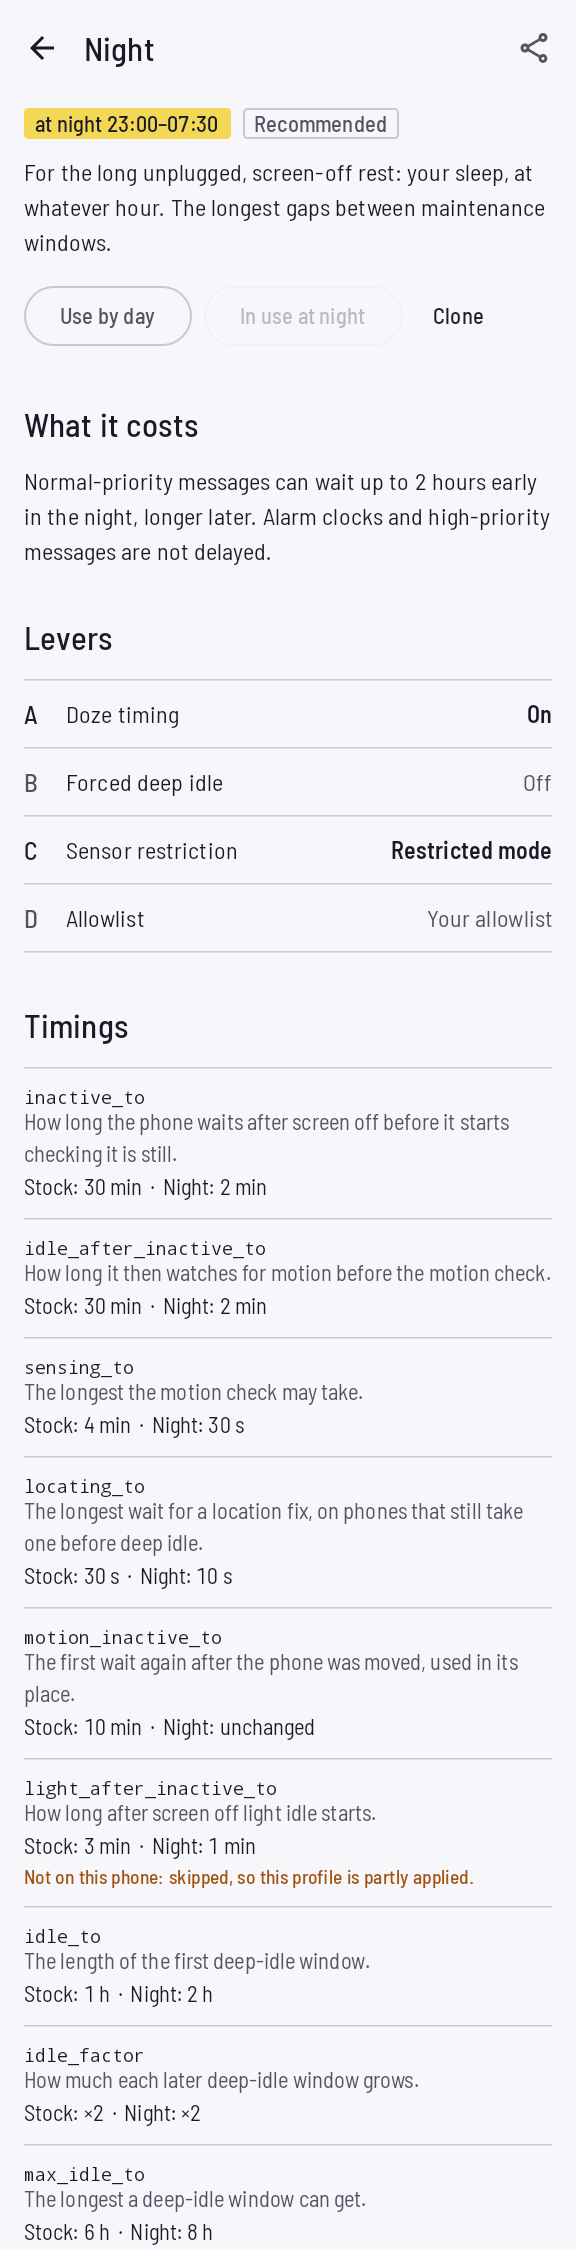 Night
at night 23:00–07:30 Recommended
For the long unplugged, screen-off rest: your sleep, at
whatever hour. The longest gaps between maintenance
windows.
Use by day In use at night Clone
What it costs
Normal-priority messages can wait up to 2 hours early
in the night, longer later. Alarm clocks and high-priority
messages are not delayed.
Levers
A Doze timing On
B Forced deep idle Off
C Sensor restriction Restricted mode
D Allowlist Your allowlist
Timings
inactive_to
How long the phone waits after screen off before it starts
checking it is still.
Stock: 30 min · Night: 2 min
idle_after_inactive_to
How long it then watches for motion before the motion check.
Stock: 30 min · Night: 2 min
sensing_to
The longest the motion check may take.
Stock: 4 min · Night: 30 s
locating_to
The longest wait for a location fix, on phones that still take
one before deep idle.
Stock: 30 s · Night: 10 s
motion_inactive_to
The first wait again after the phone was moved, used in its
place.
Stock: 10 min · Night: unchanged
light_after_inactive_to
How long after screen off light idle starts.
Stock: 3 min · Night: 1 min
Not on this phone: skipped, so this profile is partly applied.
idle_to
The length of the first deep-idle window.
Stock: 1 h · Night: 2 h
idle_factor
How much each later deep-idle window grows.
Stock: ×2 · Night: ×2
max_idle_to
The longest a deep-idle window can get.
Stock: 6 h · Night: 8 h